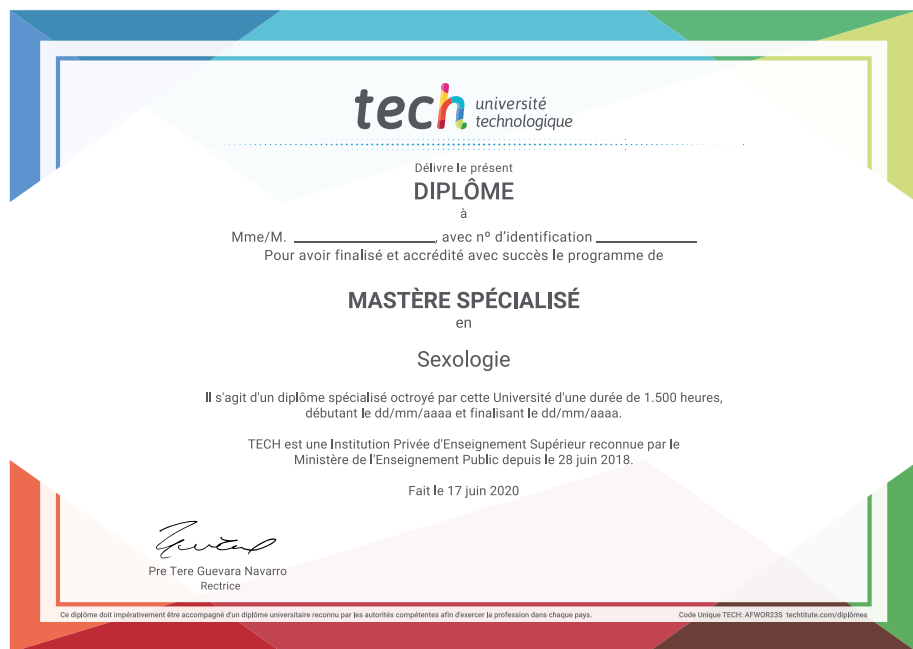 tech université
technologique
Délivre le présent
DIPLÔME
à
Mme/M. ____________, avec nº d'identification ____________
Pour avoir finalisé et accrédité avec succès le programme de
MASTÈRE SPÉCIALISÉ
en
Sexologie
Il s'agit d'un diplôme spécialisé octroyé par cette Université d'une durée de 1.500 heures,
débutant le dd/mm/aaaa et finalisant le dd/mm/aaaa.
TECH est une Institution Privée d'Enseignement Supérieur reconnue par le
Ministère de l'Enseignement Public depuis le 28 juin 2018.
Fait le 17 juin 2020
Pre Tere Guevara Navarro
Rectrice
Ce diplôme doit impérativement être accompagné d'un diplôme universitaire reconnu par les autorités compétentes afin d'exercer la profession dans chaque pays.
Code Unique TECH: AFWOR23S techtitute.com/diplômes